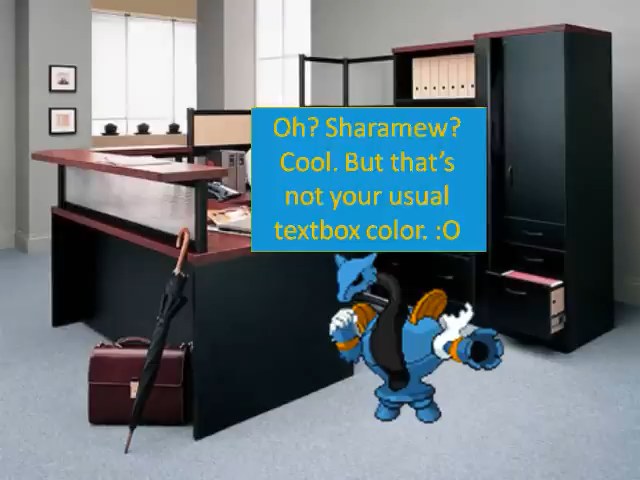 Oh? Sharamew?
Cool. But that's
not your usual
textbox color. :O